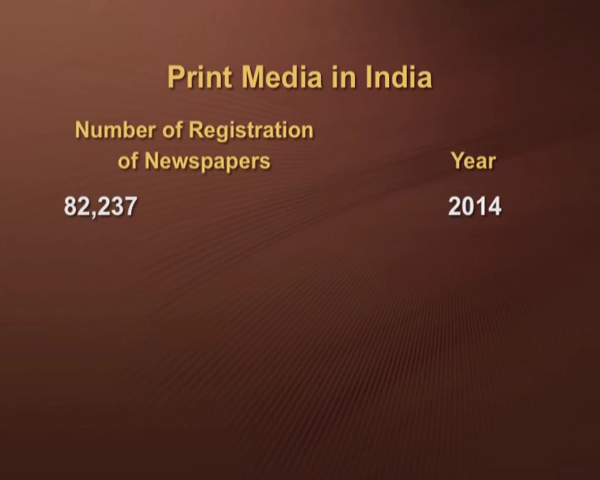 Print Media in India
Number of Registration
of Newspapers
Year
82,237
2014